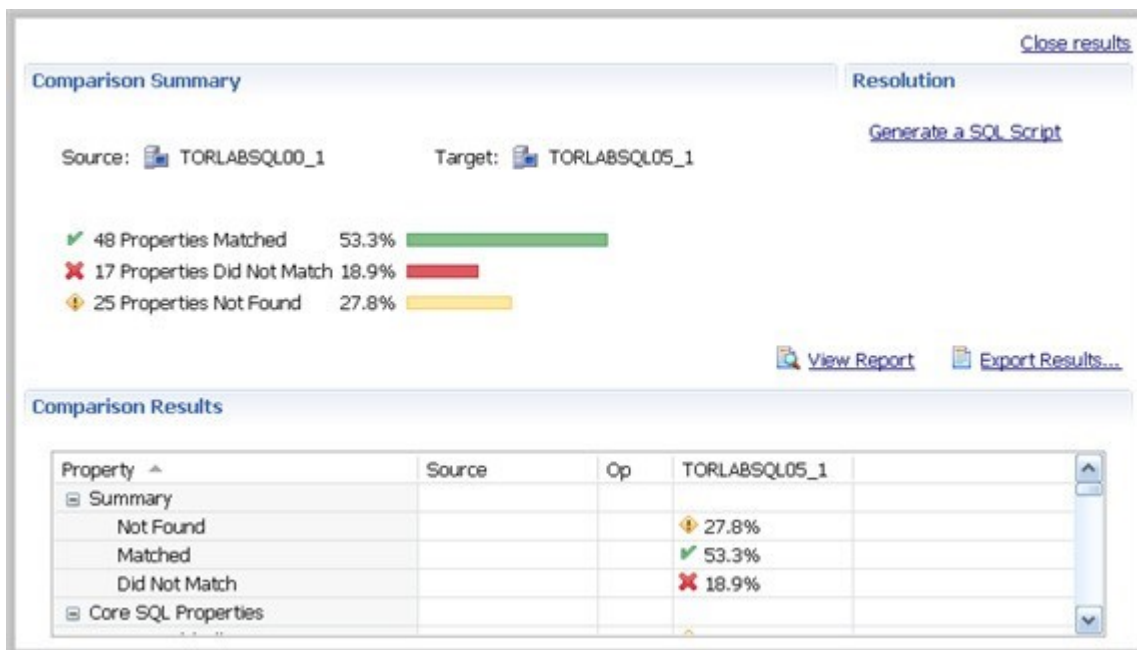 Close results
Comparison Summary
Resolution
Generate a SQL Script
Source: TORLABSQL00_1 Target: TORLABSQL05_1
48 Properties Matched 53.3%
17 Properties Did Not Match 18.9%
25 Properties Not Found 27.8%
View Report Export Results...
Comparison Results
Property Source Op TORLABSQL05_1
Summary
Not Found 27.8%
Matched 53.3%
Did Not Match 18.9%
Core SQL Properties